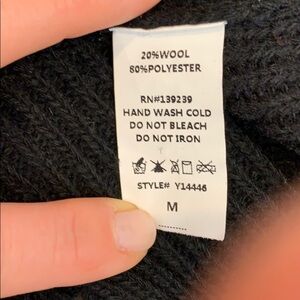 20%WOOL
80%POLYESTER
RN#139239
HAND WASH COLD
DO NOT BLEACH
DO NOT IRON
STYLE# Y14446
M